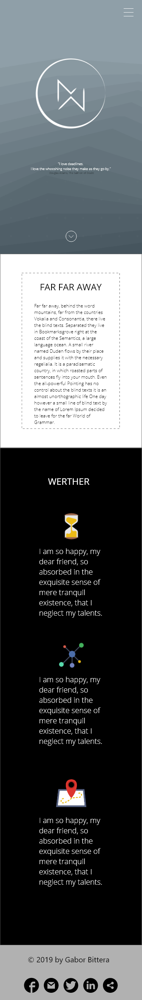 "I love deadlines.
I love the whooshing noise they make as they go by."
Douglas Adams, The Salmon of Doubt
FAR FAR AWAY
Far far away, behind the word
mountains, far from the countries
Vokalia and Consonantia, there live
the blind texts. Separated they live
in Bookmarksgrove right at the
coast of the Semantics, a large
language ocean. A small river
named Duden flows by their place
and supplies it with the necessary
regelialia. It is a paradisematic
country, in which roasted parts of
sentences fly into your mouth. Even
the all-powerful Pointing has no
control about the blind texts it is an
almost unorthographic life One day
however a small line of blind text by
the name of Lorem Ipsum decided
to leave for the far World of
Grammar.
WERTHER
I am so happy, my
dear friend, so
absorbed in the
exquisite sense of
mere tranquil
existence, that I
neglect my talents.
I am so happy, my
dear friend, so
absorbed in the
exquisite sense of
mere tranquil
existence, that I
neglect my talents.
I am so happy, my
dear friend, so
absorbed in the
exquisite sense of
mere tranquil
existence, that I
neglect my talents.
© 2019 by Gabor Bittera